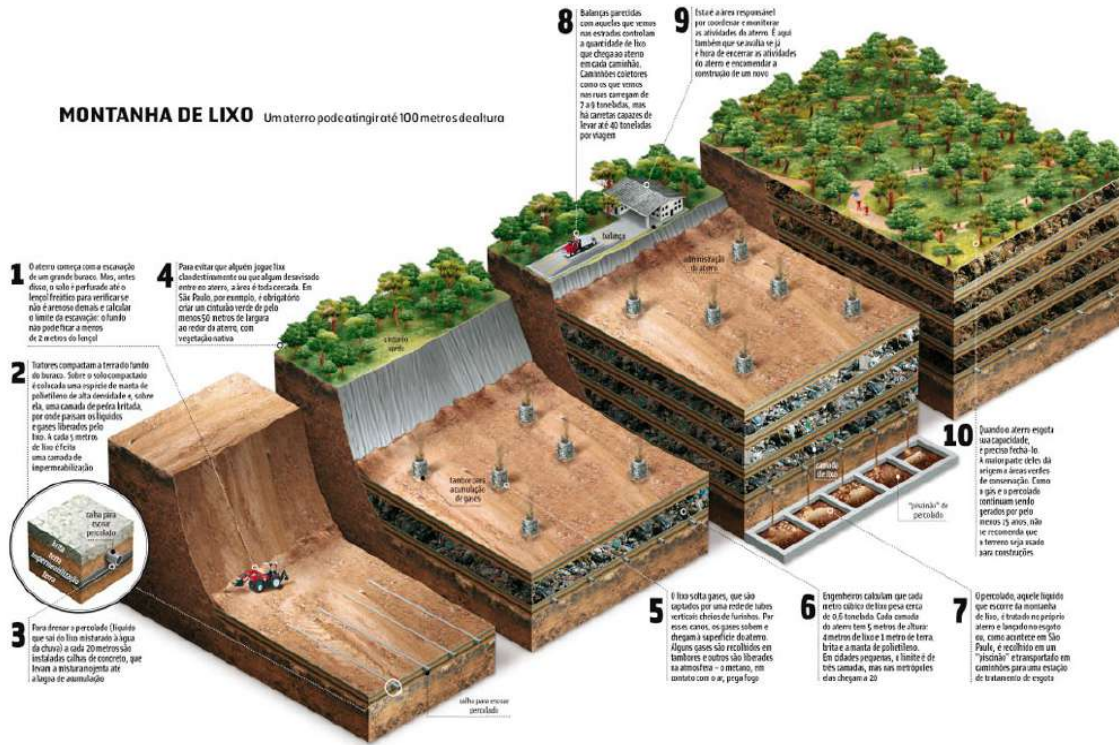 MONTANHA DE LIXO Um aterro pode atingir até 100 metros de altura
1
O aterro começa com a escavação
de um grande buraco. Mas, antes
disso, o solo é perfurado até o
lençol freático para verificar se
não é arenoso demais e calcular
o limite da escavação: o fundo
não pode ficar a menos
de 2 metros do lençol
2
Tratores compactam a terra do fundo
do buraco. Sobre o solo compactado
é colocada uma espécie de manta de
polietileno de alta densidade e, sobre
ela, uma camada de pedra britada,
por onde passam os líquidos
e gases liberados pelo
lixo. A cada 5 metros
de lixo é feita
uma camada de
impermeabilização
calha para
escoar
percolado
brita
terra
impermeabilização
terra
3
Para drenar o percolado (líquido
que sai do lixo misturado à água
da chuva) a cada 20 metros são
instaladas calhas de concreto, que
levam a mistura nojenta até
a lagoa de acumulação
calha para escoar
percolado
4
Para evitar que alguém jogue lixo
clandestinamente ou que algum desavisado
entre no aterro, a área é toda cercada. Em
São Paulo, por exemplo, é obrigatório
criar um cinturão verde de pelo
menos 50 metros de largura
ao redor do aterro, com
vegetação nativa
cinturão
verde
tambor para
acumulação
de gases
5
O lixo solta gases, que são
captados por uma rede de tubos
verticais cheios de furinhos. Por
esses canos, os gases sobem e
chegam à superfície do aterro.
Alguns gases são recolhidos em
tambores e outros são liberados
na atmosfera – o metano, em
contato com o ar, pega fogo
6
Engenheiros calculam que cada
metro cúbico de lixo pesa cerca
de 0,6 tonelada. Cada camada
do aterro tem 5 metros de altura:
4 metros de lixo e 1 metro de terra,
brita e a manta de polietileno.
Em cidades pequenas, o limite é de
três camadas, mas nas metrópoles
elas chegam a 20
camada
de lixo
"piscinão" de
percolado
7
O percolado, aquele líquido
que escorre da montanha
de lixo, é tratado no próprio
aterro e lançado no esgoto
ou, como acontece em São
Paulo, é recolhido em um
"piscinão" e transportado em
caminhões para uma estação
de tratamento de esgoto
8
Balanças parecidas
com aquelas que vemos
nas estradas controlam
a quantidade de lixo
que chega ao aterro
em cada caminhão.
Caminhões coletores
como os que vemos
nas ruas carregam de
7 a 9 toneladas, mas
há carretas capazes de
levar até 40 toneladas
por viagem
balança
administração
do aterro
9
Esta é a área responsável
por coordenar e monitorar
as atividades do aterro. É aqui
também que se avalia se já
é hora de encerrar as atividades
do aterro e encomendar a
construção de um novo
10
Quando o aterro esgota
sua capacidade,
é preciso fechá-lo.
A maior parte deles dá
origem a áreas verdes
de conservação. Como
o gás e o percolado
continuam sendo
gerados por pelo
menos 15 anos, não
se recomenda que
o terreno seja usado
para construções